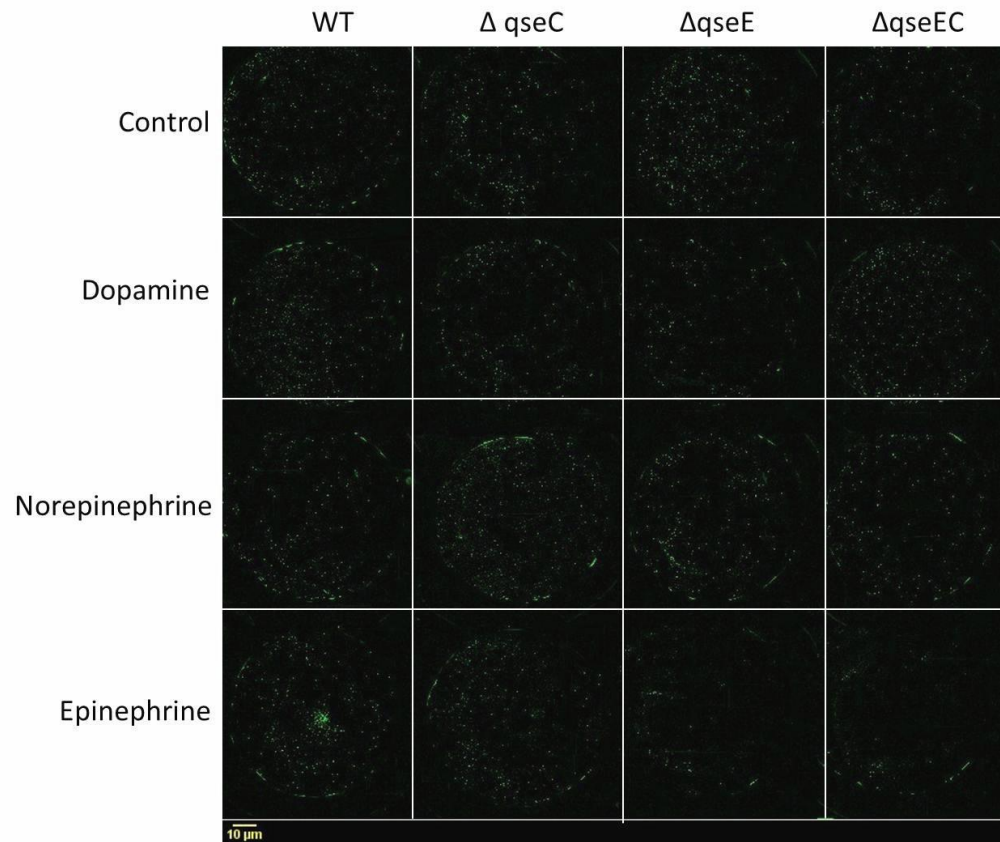 WT Δ qseC ΔqseE ΔqseEC
Control
Dopamine
Norepinephrine
Epinephrine
10 µm